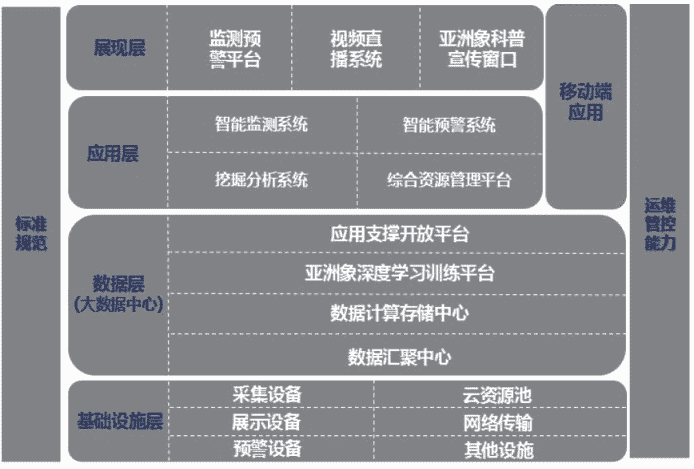 标准
规范
展现层
监测预
警平台
视频直
播系统
亚洲象科普
宣传窗口
移动端
应用
应用层
智能监测系统
智能预警系统
挖掘分析系统
综合资源管理平台
数据层
(大数据中心)
应用支撑开放平台
亚洲象深度学习训练平台
数据计算存储中心
数据汇聚中心
基础设施层
采集设备
云资源池
展示设备
网络传输
预警设备
其他设施
运维
管控
能力